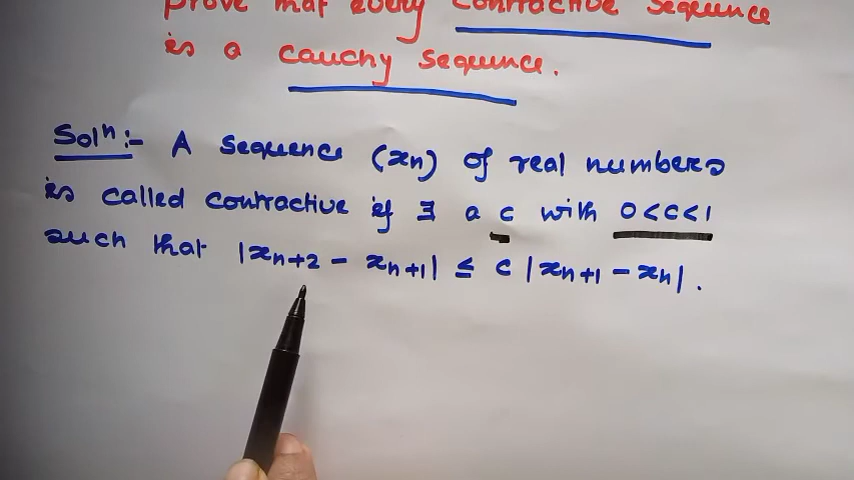 prove that every contractive sequence
is a cauchy sequence.
Solⁿ:- A sequence (xₙ) of real numbers
is called contractive if ∃ a c with 0<c<1
such that |xₙ₊₂ - xₙ₊₁| ≤ c |xₙ₊₁ - xₙ|.